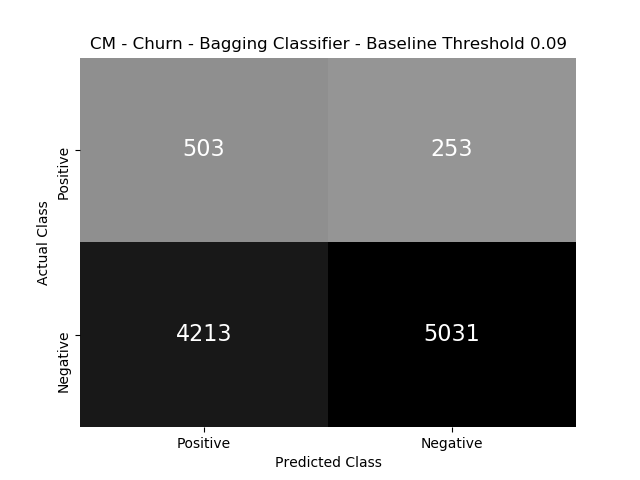 CM - Churn - Bagging Classifier - Baseline Threshold 0.09
Actual Class
Positive
503
253
Negative
4213
5031
Positive
Negative
Predicted Class